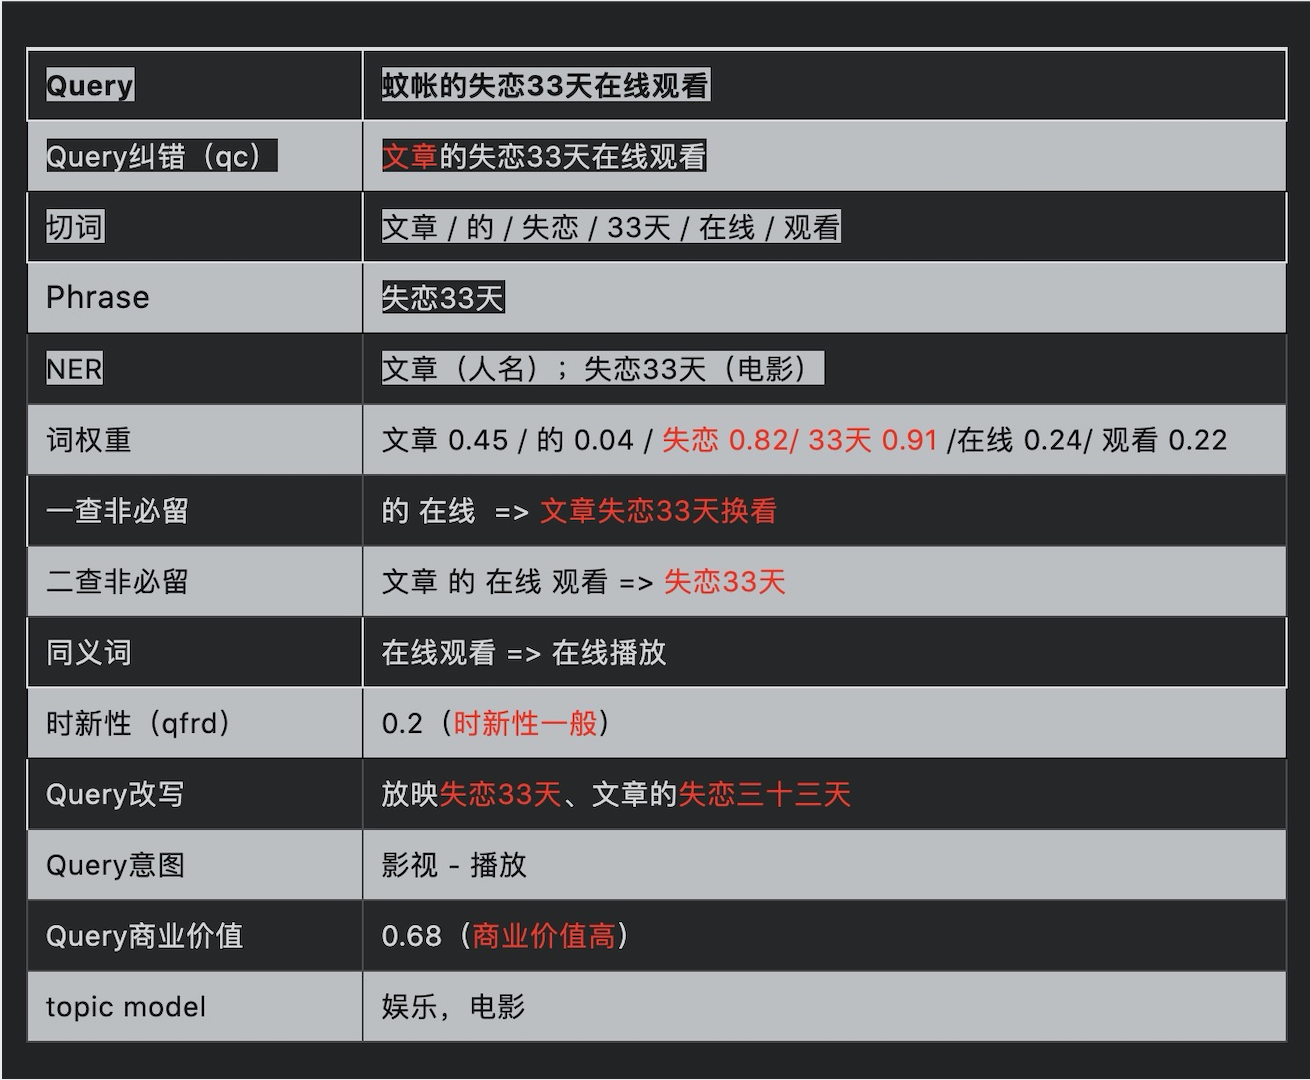 Query 蚊帐的失恋33天在线观看
Query纠错（qc） 文章的失恋33天在线观看
切词 文章 / 的 / 失恋 / 33天 / 在线 / 观看
Phrase 失恋33天
NER 文章（人名）；失恋33天（电影）
词权重 文章 0.45 / 的 0.04 / 失恋 0.82/ 33天 0.91 /在线 0.24/ 观看 0.22
一查非必留 的 在线 => 文章失恋33天换看
二查非必留 文章 的 在线 观看 => 失恋33天
同义词 在线观看 => 在线播放
时新性（qfrd） 0.2（时新性一般）
Query改写 放映失恋33天、文章的失恋三十三天
Query意图 影视 - 播放
Query商业价值 0.68（商业价值高）
topic model 娱乐，电影